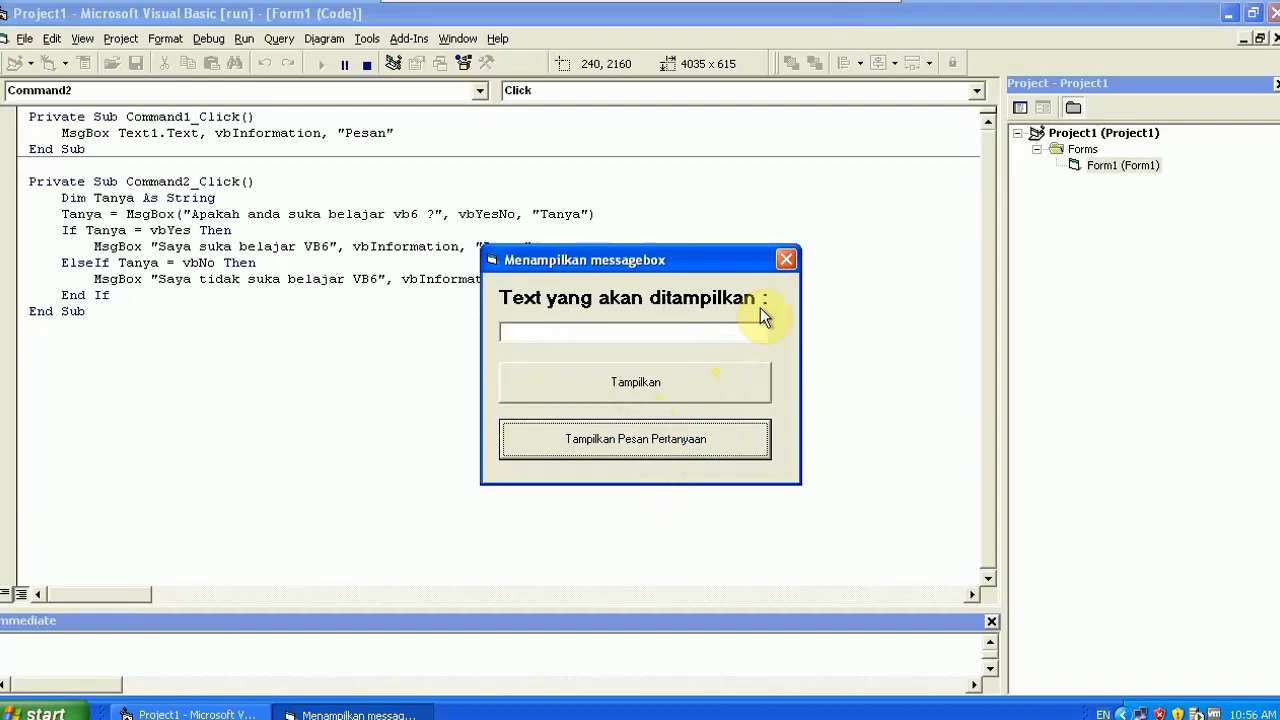 Project1 - Microsoft Visual Basic [run] - [Form1 (Code)]
File Edit View Project Format Debug Run Query Diagram Tools Add-Ins Window Help
240, 2160 4035 x 615
Command2 Click
Project - Project1
Private Sub Command1_Click()
MsgBox Text1.Text, vbInformation, "Pesan"
End Sub
Project1 (Project1)
Forms
Form1 (Form1)
Private Sub Command2_Click()
Dim Tanya As String
Tanya = MsgBox("Apakah anda suka belajar vb6 ?", vbYesNo, "Tanya")
If Tanya = vbYes Then
MsgBox "Saya suka belajar VB6", vbInformation,
ElseIf Tanya = vbNo Then
MsgBox "Saya tidak suka belajar VB6",
End If
End Sub
Menampilkan messagebox
Text yang akan ditampilkan :
Tampilkan
Tampilkan Pesan Pertanyaan
mmediate
start
Project1 - Microsoft V...
Menampilkan messag...
EN
10:56 AM